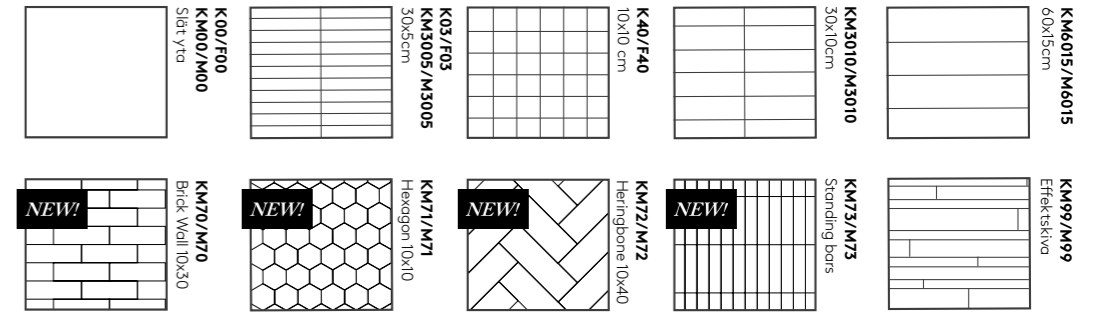 K00/F00
KM00/M00
Slät yta
K03/F03
KM3005/M3005
30x5cm
K40/F40
10x10 cm
KM3010/M3010
30x10cm
KM6015/M6015
60x15cm
NEW!
KM70/M70
Brick Wall 10x30
NEW!
KM71/M71
Hexagon 10x10
NEW!
KM72/M72
Heringbone 10x40
NEW!
KM73/M73
Standing bars
KM99/M99
Effektskiva